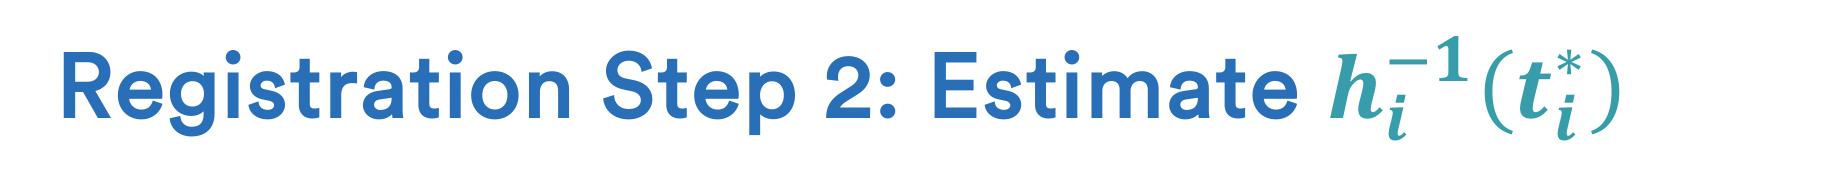 Registration Step 2: Estimate $h_i^{-1}(t_i^*)$